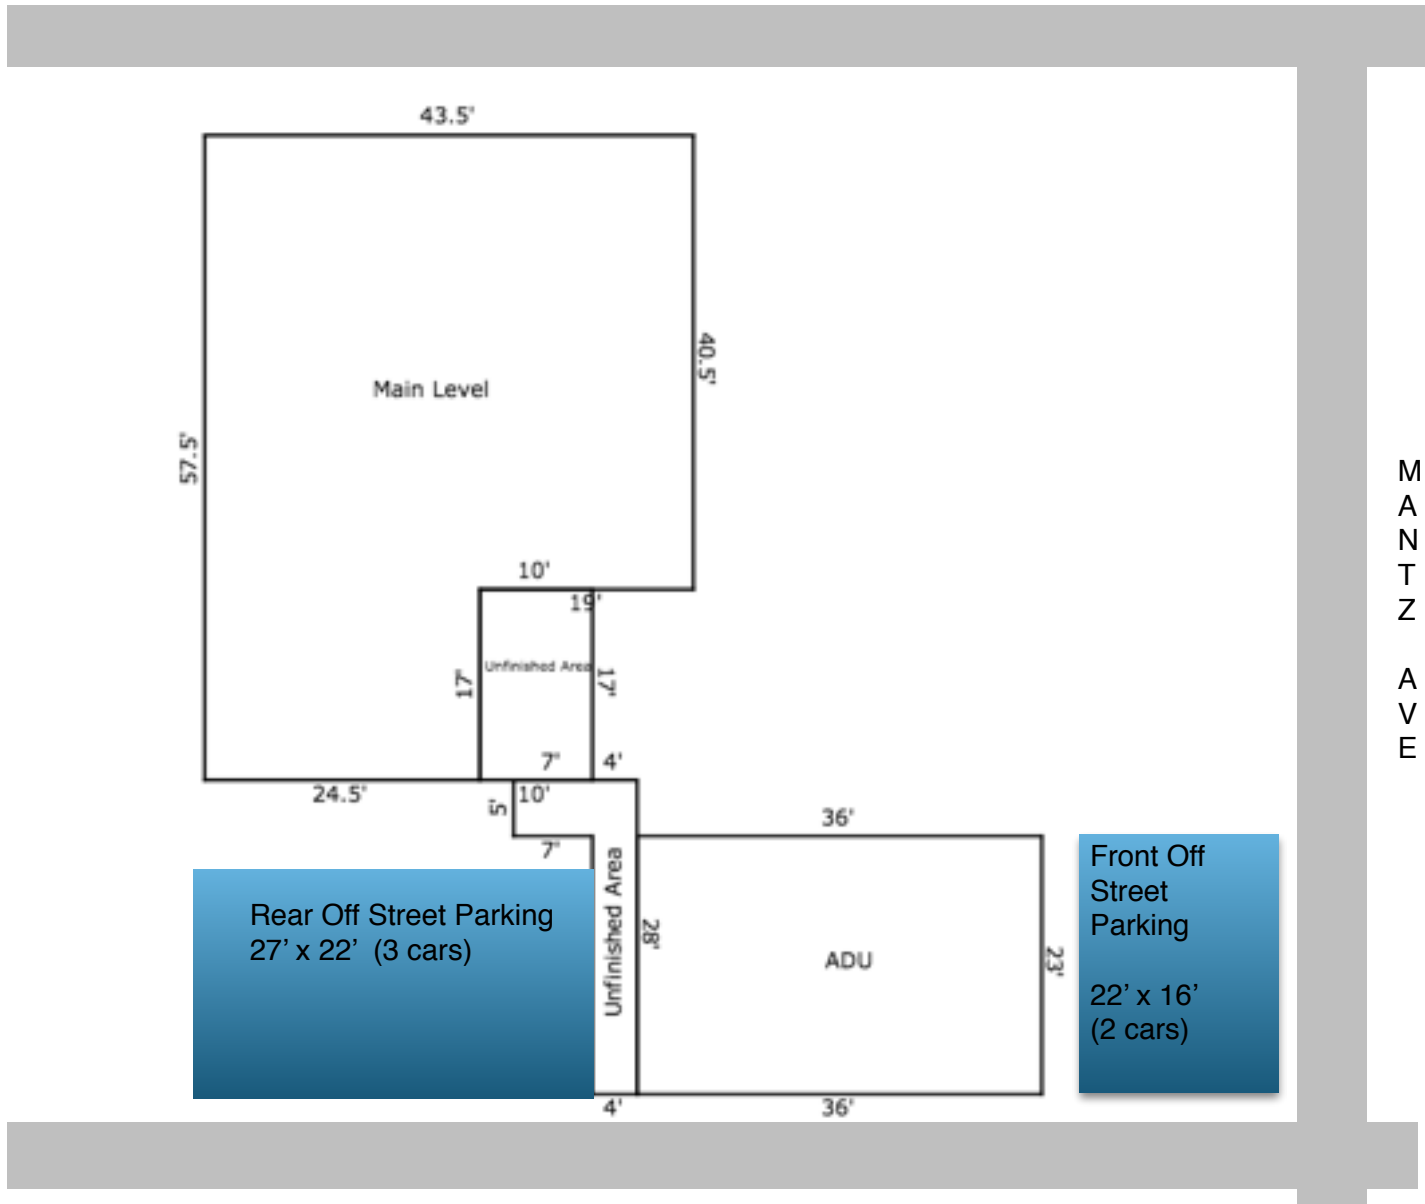 43.5'
40.5'
Main Level
57.5'
10'
19'
Unfinished Area
17'
17'
7'
4'
24.5'
10'
5'
7'
36'
Unfinished Area
28'
ADU
23'
4'
36'
Rear Off Street Parking
27’ x 22’ (3 cars)
Front Off
Street
Parking
22’ x 16’
(2 cars)
M
A
N
T
Z
A
V
E